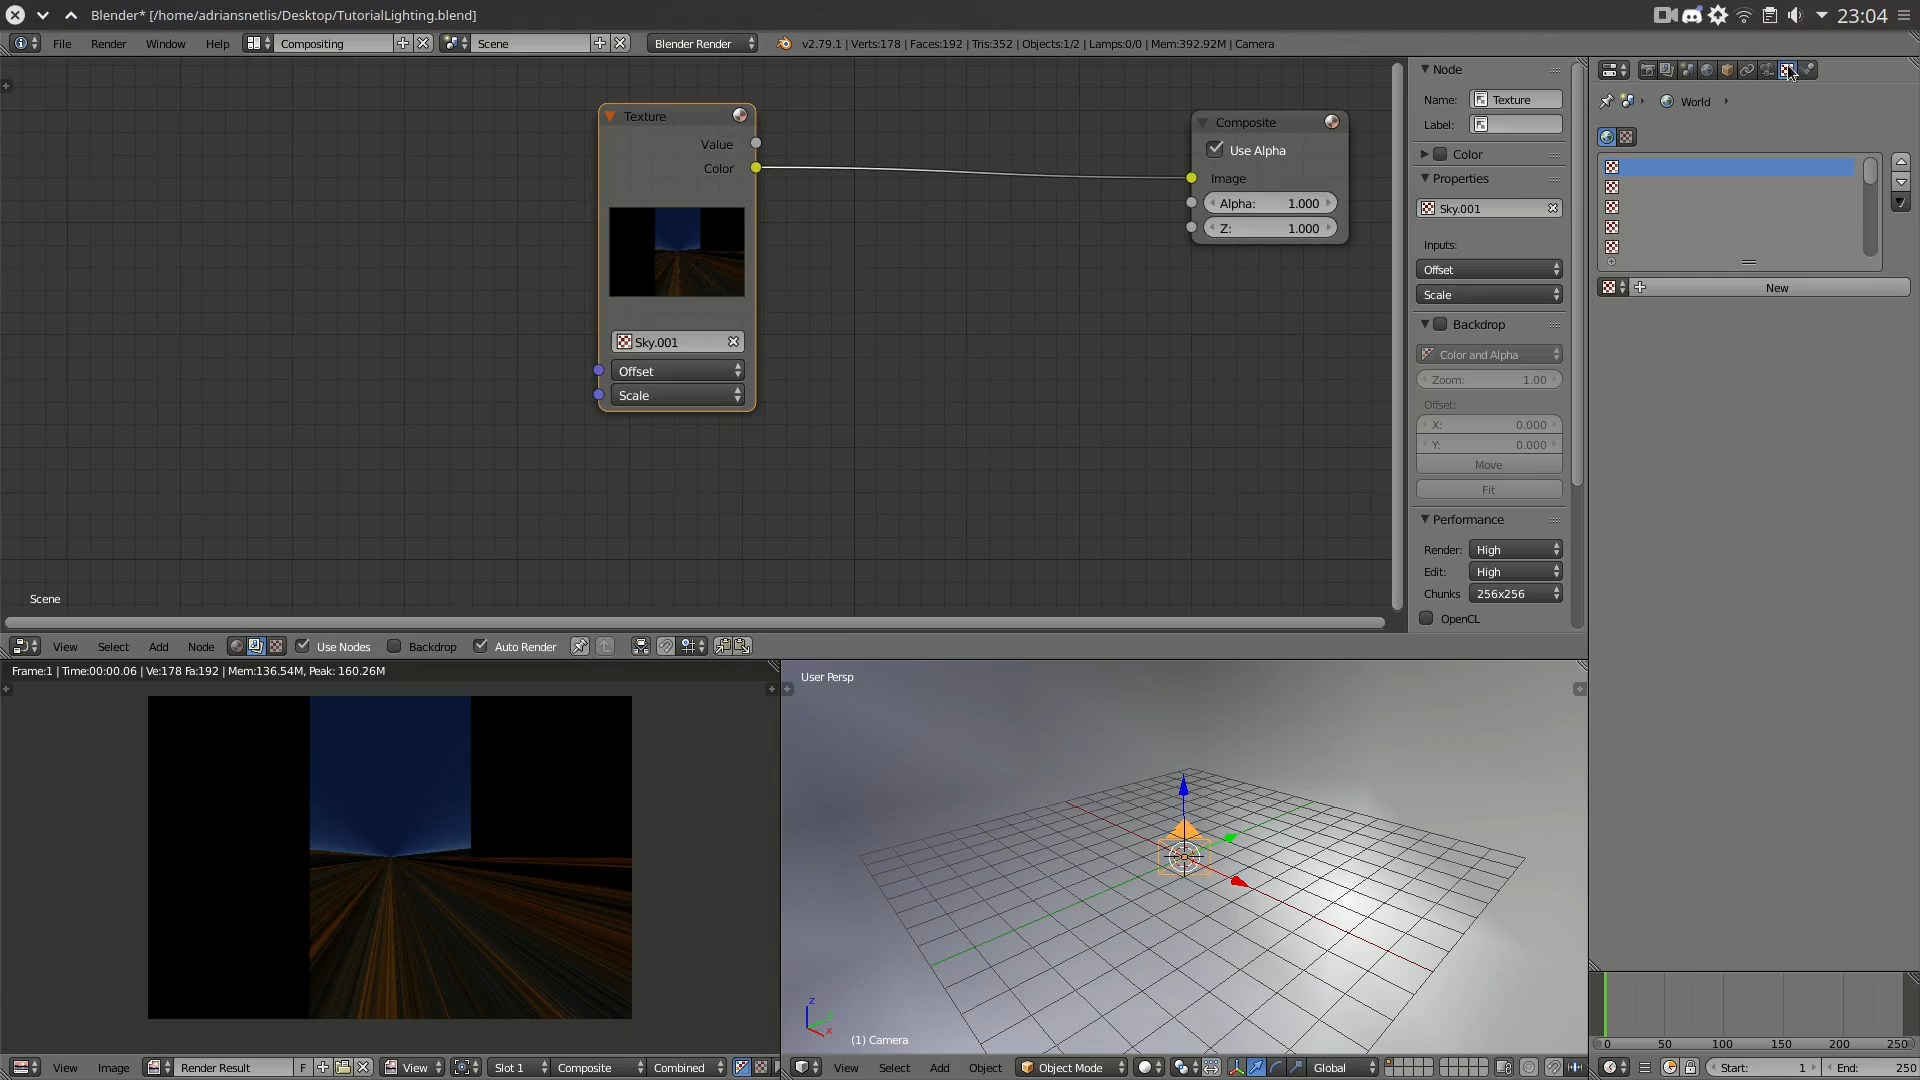 Blender* [/home/adriansnetlis/Desktop/TutorialLighting.blend]
23:04
File Render Window Help Compositing Scene Blender Render v2.79.1 | Verts:178 | Faces:192 | Tris:352 | Objects:1/2 | Lamps:0/0 | Mem:392.92M | Camera
Texture
Value
Color
Sky.001
Offset
Scale
Composite
Use Alpha
Image
Alpha: 1.000
Z: 1.000
Scene
Node
Name: Texture
Label:
Color
Properties
Sky.001
Inputs:
Offset
Scale
Backdrop
Color and Alpha
Zoom: 1.00
Offset:
X: 0.000
Y: 0.000
Move
Fit
Performance
Render: High
Edit: High
Chunks 256x256
OpenCL
World
New
View Select Add Node Use Nodes Backdrop Auto Render
Frame:1 | Time:00:00.06 | Ve:178 Fa:192 | Mem:136.54M, Peak: 160.26M
User Persp
z
x
(1) Camera
0 50 100 150 200 250
View Image Render Result F View Slot 1 Composite Combined
View Select Add Object Object Mode Global
Start: 1 End: 250